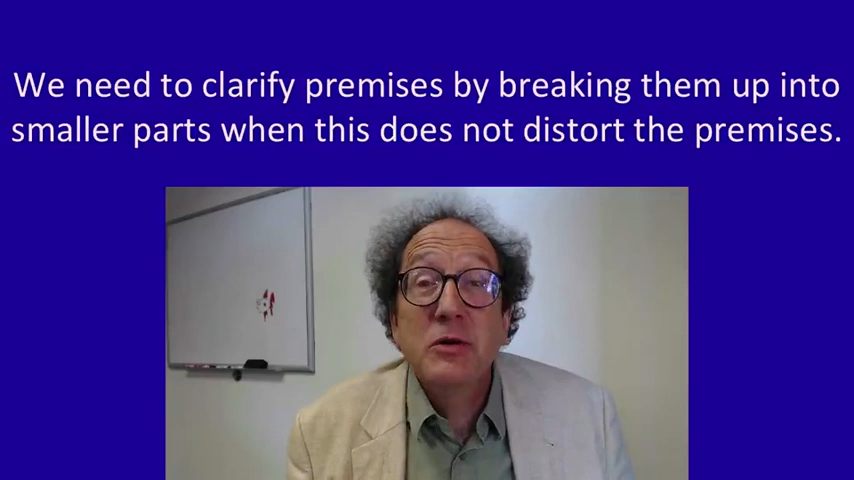 We need to clarify premises by breaking them up into
smaller parts when this does not distort the premises.